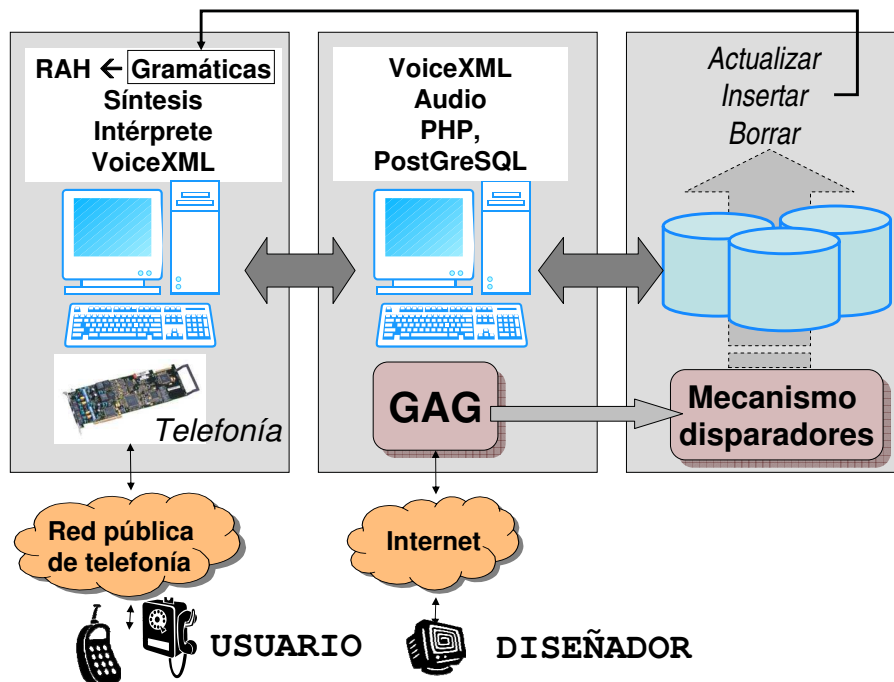 RAH ← Gramáticas
Síntesis
Intérprete
VoiceXML
Telefonía
Red pública
de telefonía
USUARIO
VoiceXML
Audio
PHP,
PostGreSQL
GAG
Internet
DISEÑADOR
Actualizar
Insertar
Borrar
Mecanismo
disparadores